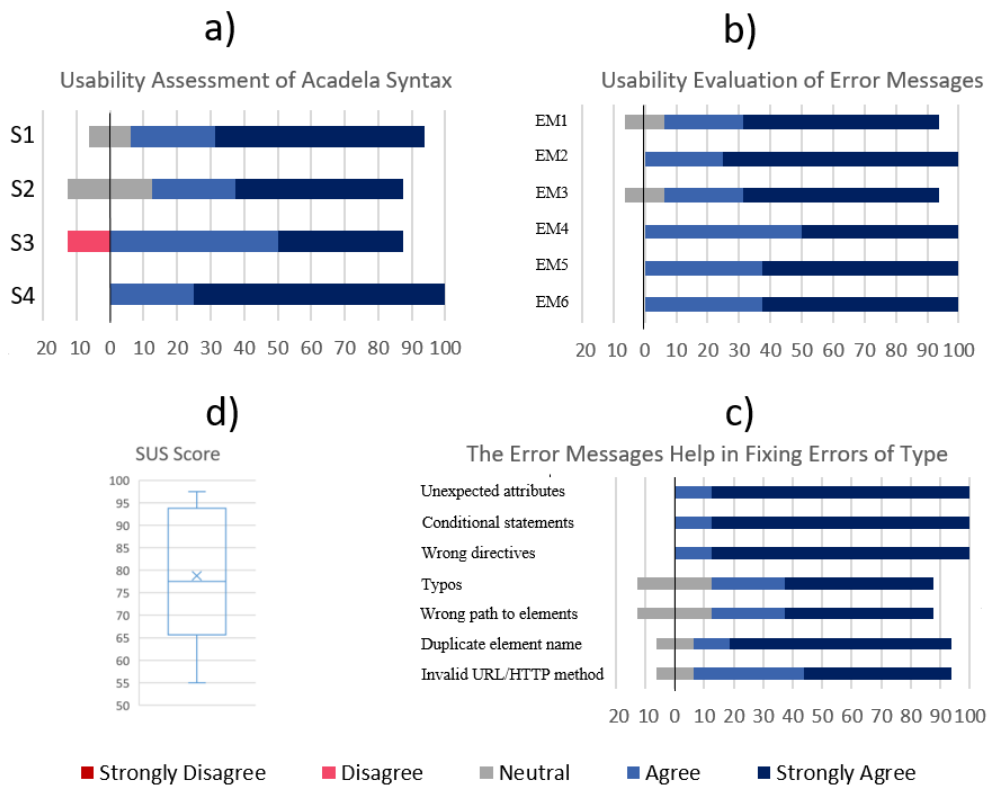 a)
Usability Assessment of Acadela Syntax
S1
S2
S3
S4
20 10 0 10 20 30 40 50 60 70 80 90 100
b)
Usability Evaluation of Error Messages
EM1
EM2
EM3
EM4
EM5
EM6
20 10 0 10 20 30 40 50 60 70 80 90 100
d)
SUS Score
100
95
90
85
80
75
70
65
60
55
50
c)
The Error Messages Help in Fixing Errors of Type
Unexpected attributes
Conditional statements
Wrong directives
Typos
Wrong path to elements
Duplicate element name
Invalid URL/HTTP method
20 10 0 10 20 30 40 50 60 70 80 90 100
Strongly Disagree Disagree Neutral Agree Strongly Agree